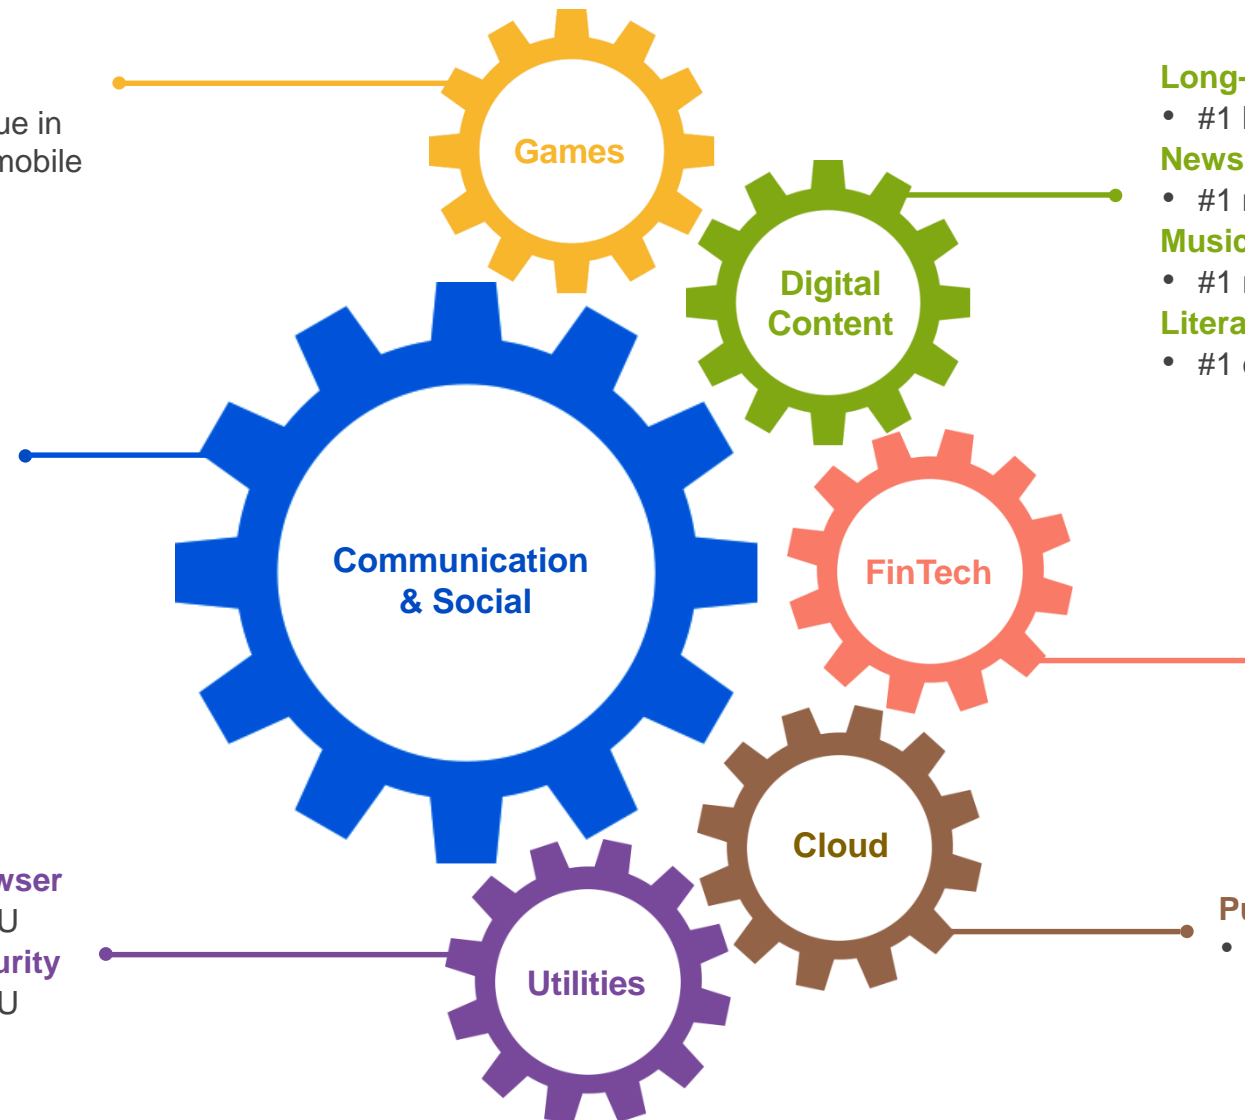 ue in
mobile
Games
Long-
• #1
News
• #1
Music
• #1
Litera
• #1
Digital
Content
Communication
& Social
FinTech
Cloud
wser
U
urity
U
Utilities
Pu
•